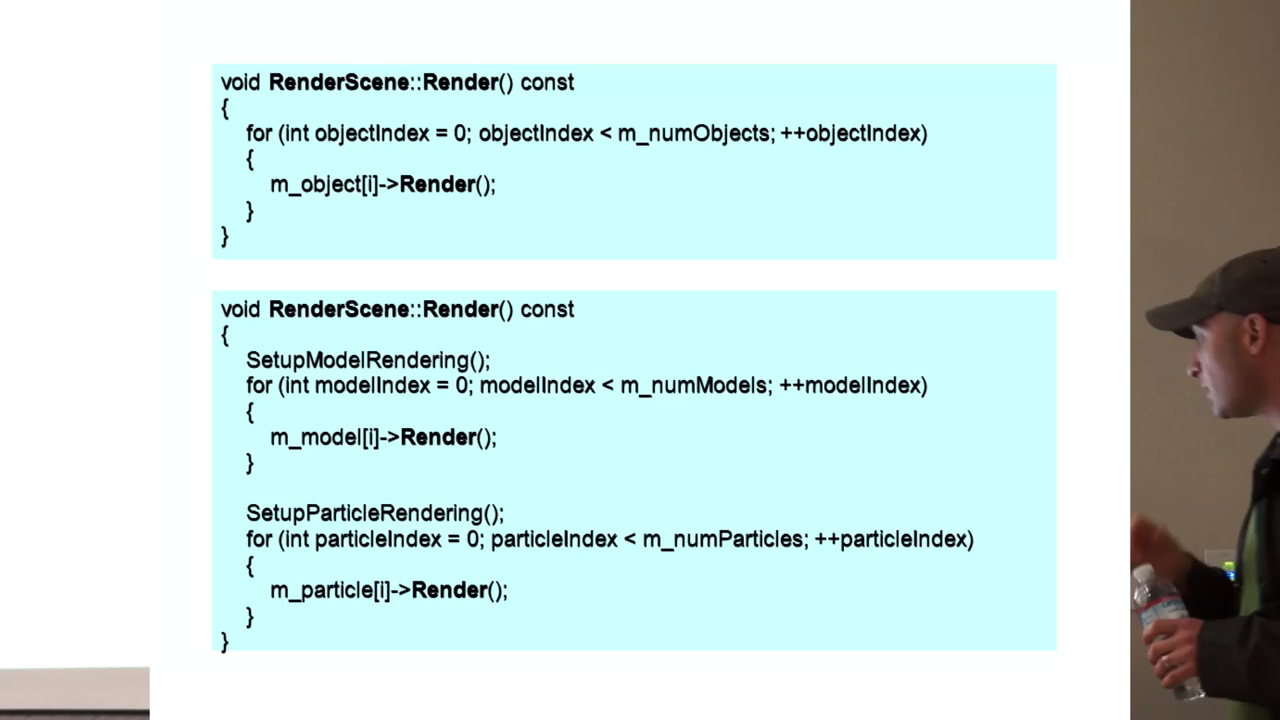 void RenderScene::Render() const
{
for (int objectIndex = 0; objectIndex < m_numObjects; ++objectIndex)
{
m_object[i]->Render();
}
}
void RenderScene::Render() const
{
SetupModelRendering();
for (int modelIndex = 0; modelIndex < m_numModels; ++modelIndex)
{
m_model[i]->Render();
}
SetupParticleRendering();
for (int particleIndex = 0; particleIndex < m_numParticles; ++particleIndex)
{
m_particle[i]->Render();
}
}